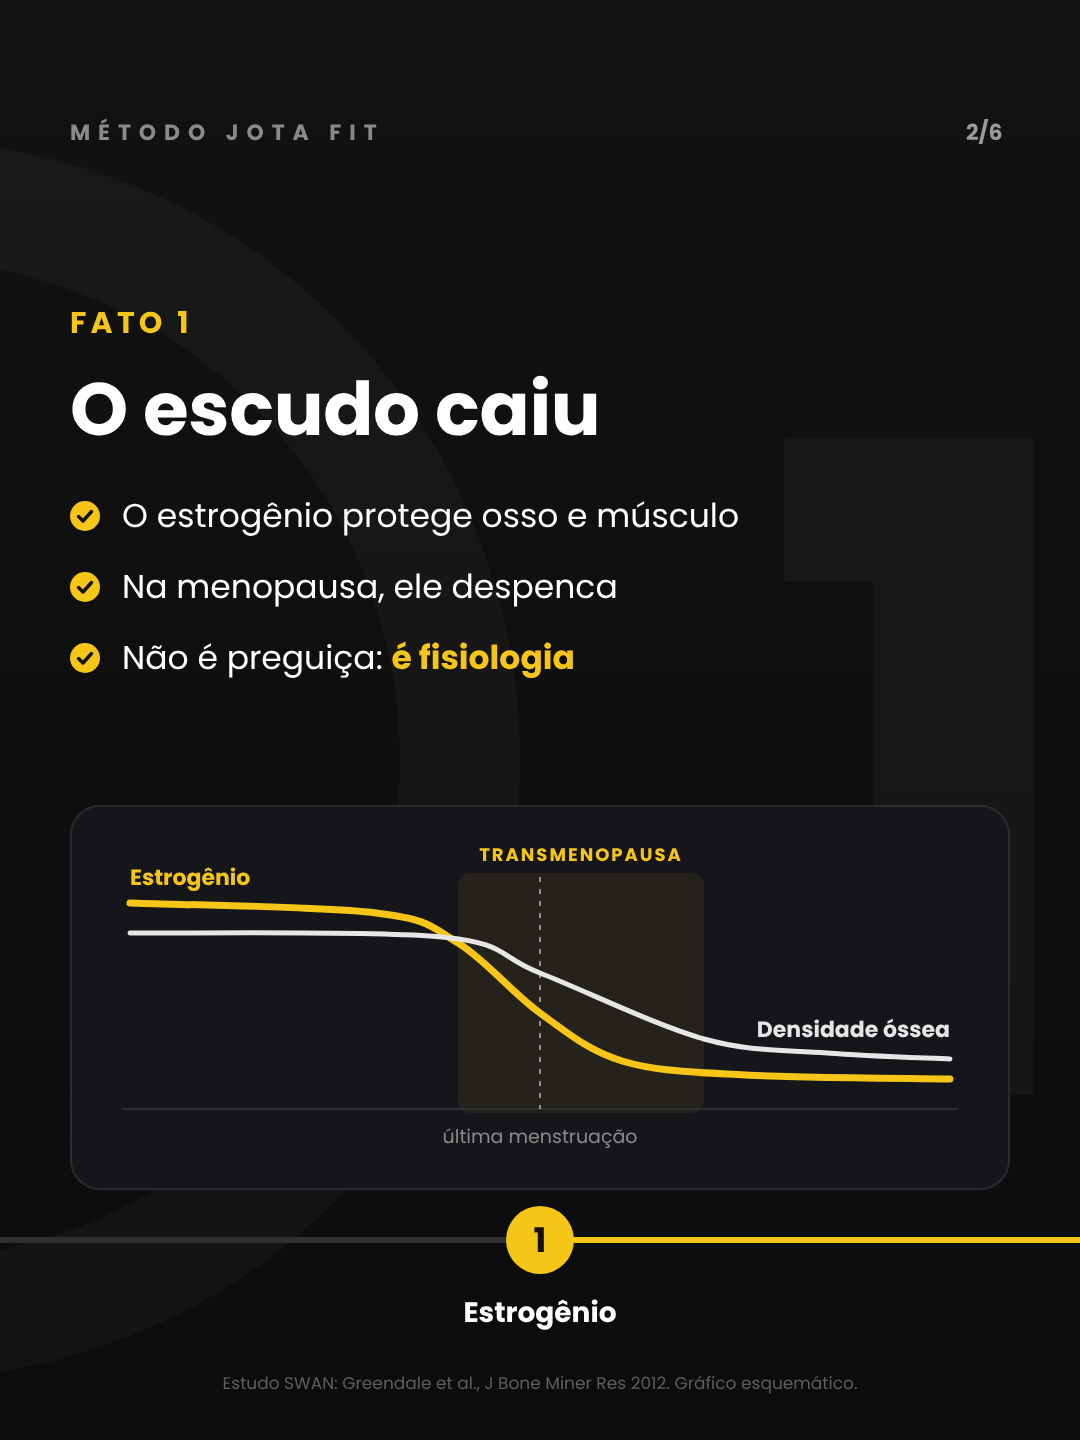 MÉTODO JOTA FIT
2/6
FATO 1
O escudo caiu
O estrogênio protege osso e músculo
Na menopausa, ele despenca
Não é preguiça: é fisiologia
TRANSMENOPAUSA
Estrogênio
Densidade óssea
última menstruação
1
Estrogênio
Estudo SWAN: Greendale et al., J Bone Miner Res 2012. Gráfico esquemático.